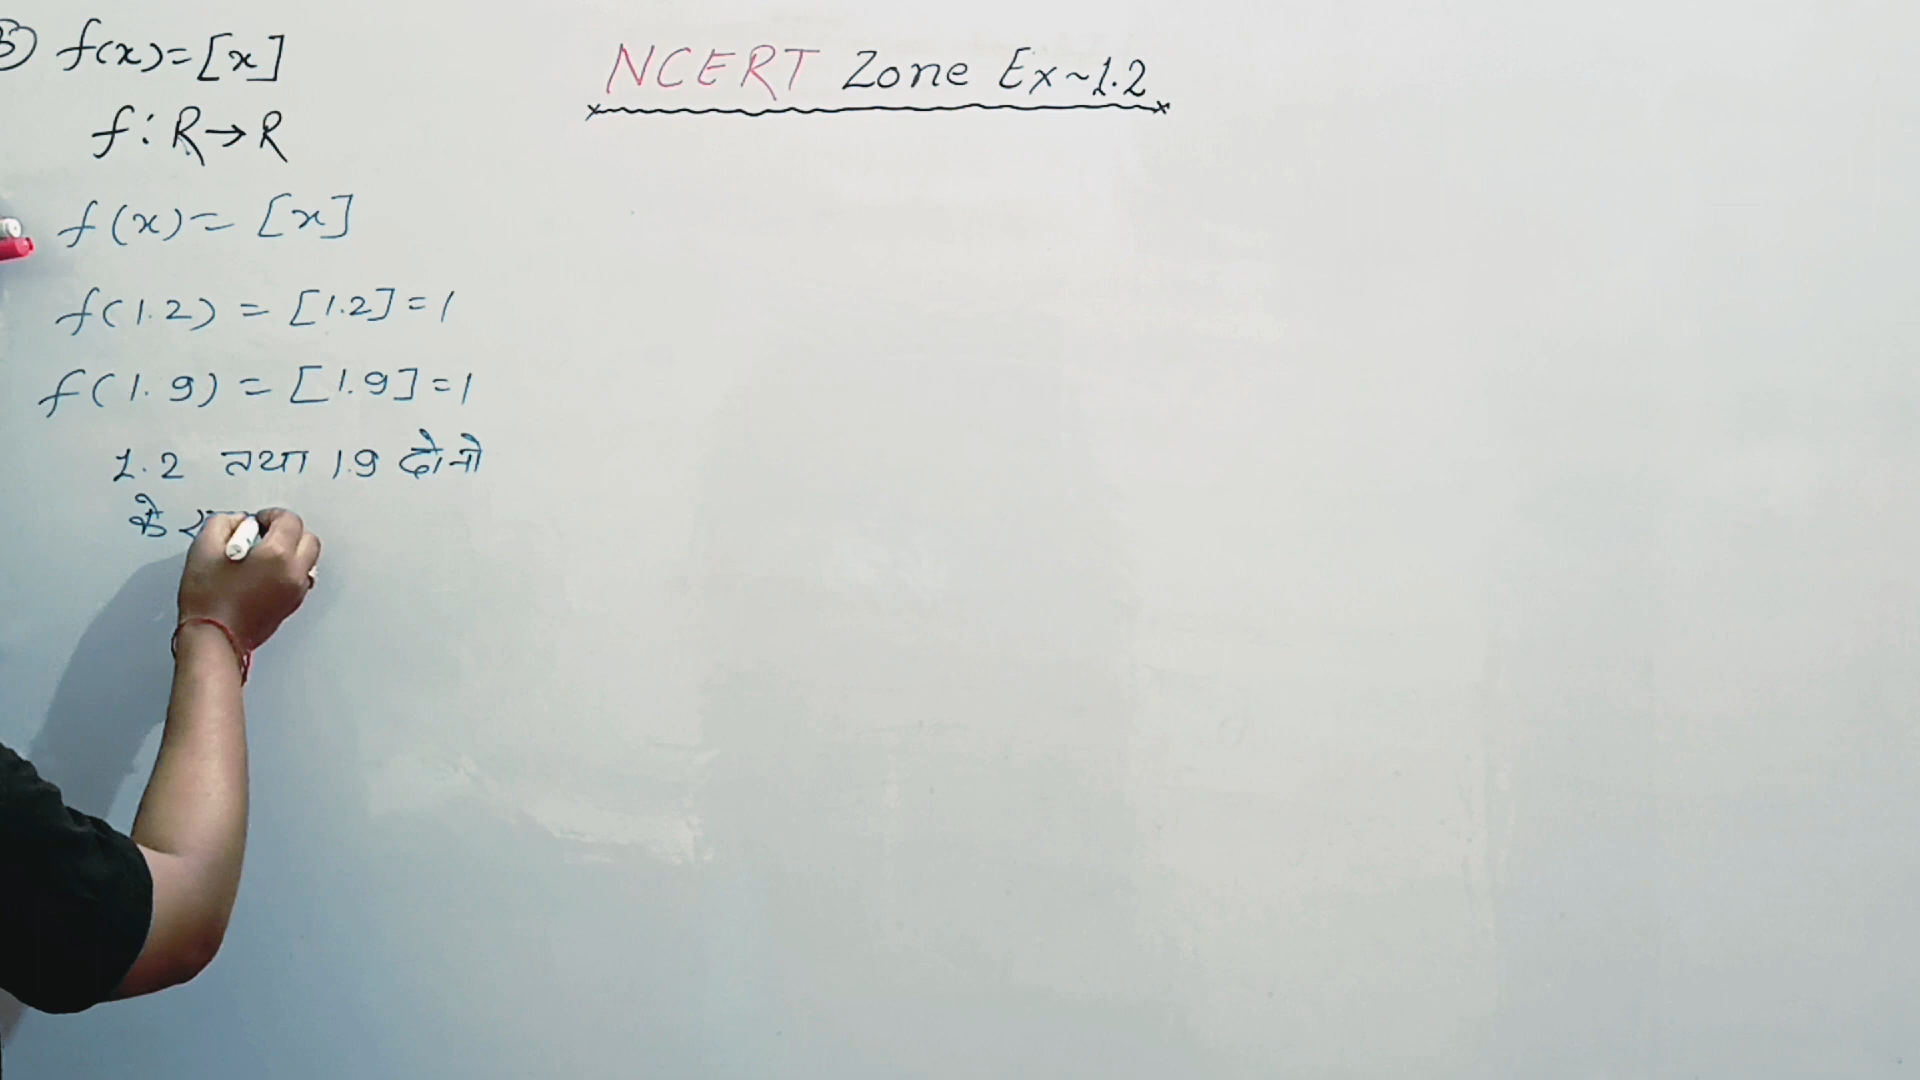 f(x)=[x]
f:R→R
f(x)= [x]
f(1.2) = [1.2]=1
f(1.9) = [1.9]=1
1.2 तथा 1.9 दोनो
के
NCERT Zone Ex~1.2